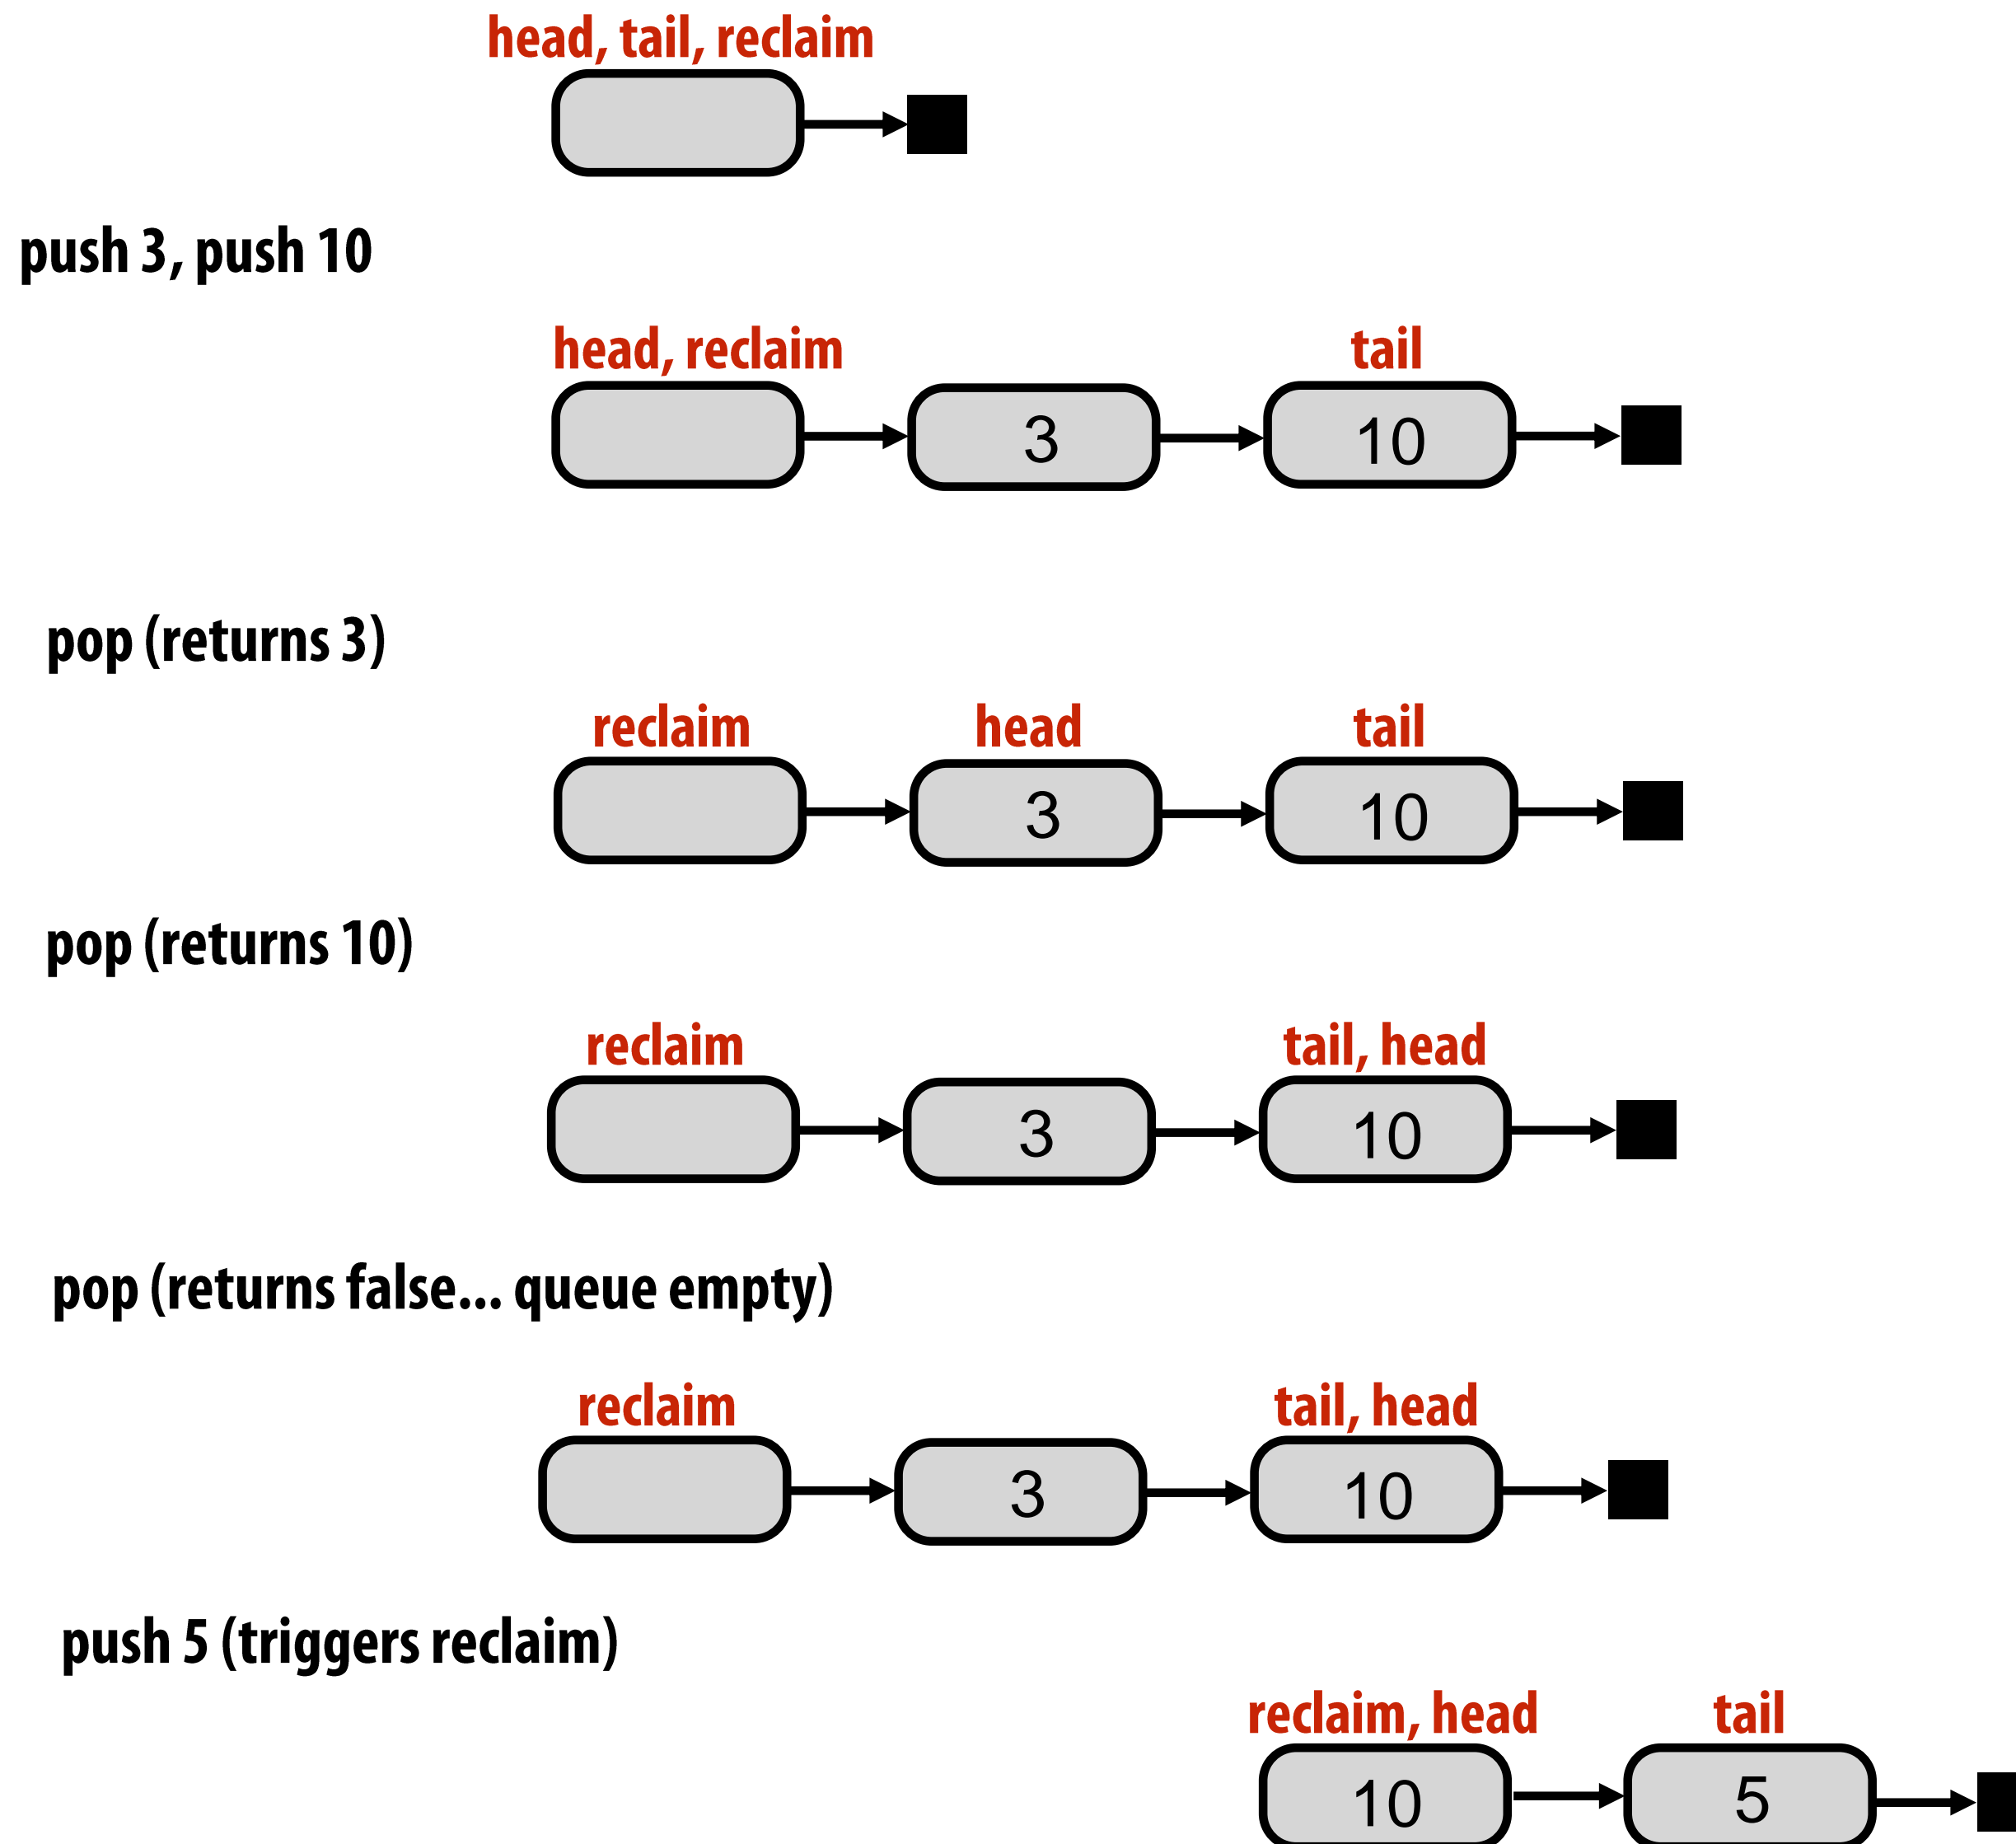 head, tail, reclaim
push 3, push 10
head, reclaim tail
3 10
pop (returns 3)
reclaim head tail
3 10
pop (returns 10)
reclaim tail, head
3 10
pop (returns false... queue empty)
reclaim tail, head
3 10
push 5 (triggers reclaim)
reclaim, head tail
10 5